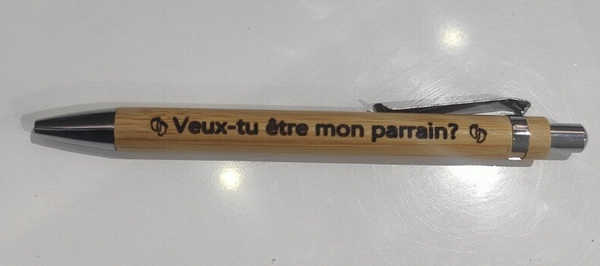 Veux-tu être mon parrain?